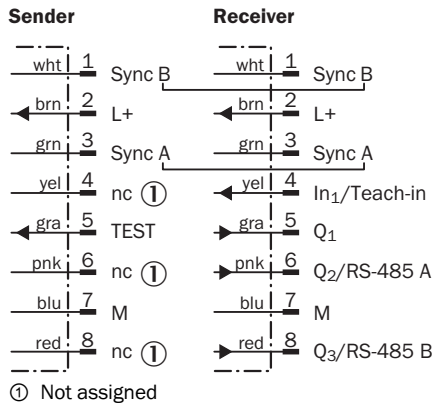 Sender Receiver
wht 1 Sync B wht 1 Sync B
brn 2 L+ brn 2 L+
grn 3 Sync A grn 3 Sync A
yel 4 nc ① yel 4 In₁/Teach-in
gra 5 TEST gra 5 Q₁
pnk 6 nc ① pnk 6 Q₂/RS-485 A
blu 7 M blu 7 M
red 8 nc ① red 8 Q₃/RS-485 B
① Not assigned